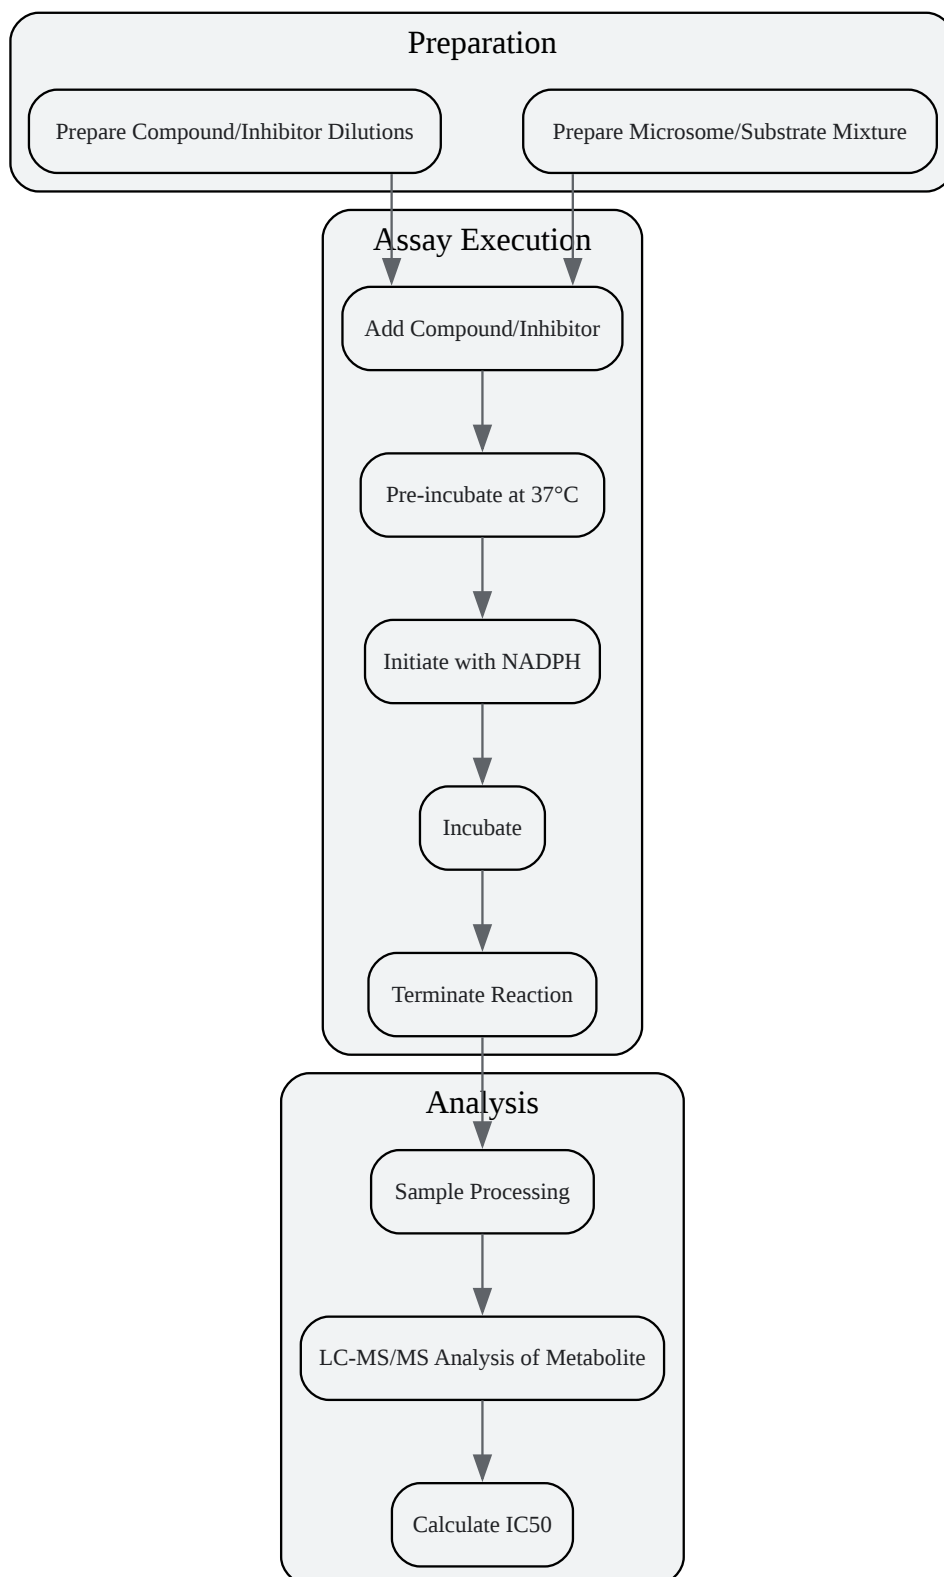 Preparation
Prepare Compound/Inhibitor Dilutions
Prepare Microsome/Substrate Mixture
Assay Execution
Add Compound/Inhibitor
Pre-incubate at 37°C
Initiate with NADPH
Incubate
Terminate Reaction
Analysis
Sample Processing
LC-MS/MS Analysis of Metabolite
Calculate IC50